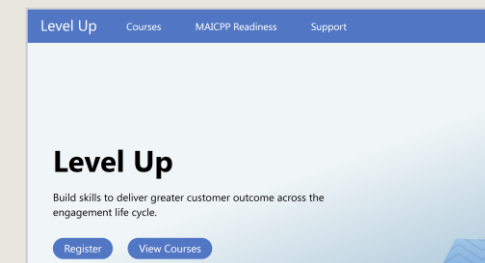 Level Up Courses MAICPP Readiness Support
Level Up
Build skills to deliver greater customer outcome across the
engagement life cycle.
Register View Courses